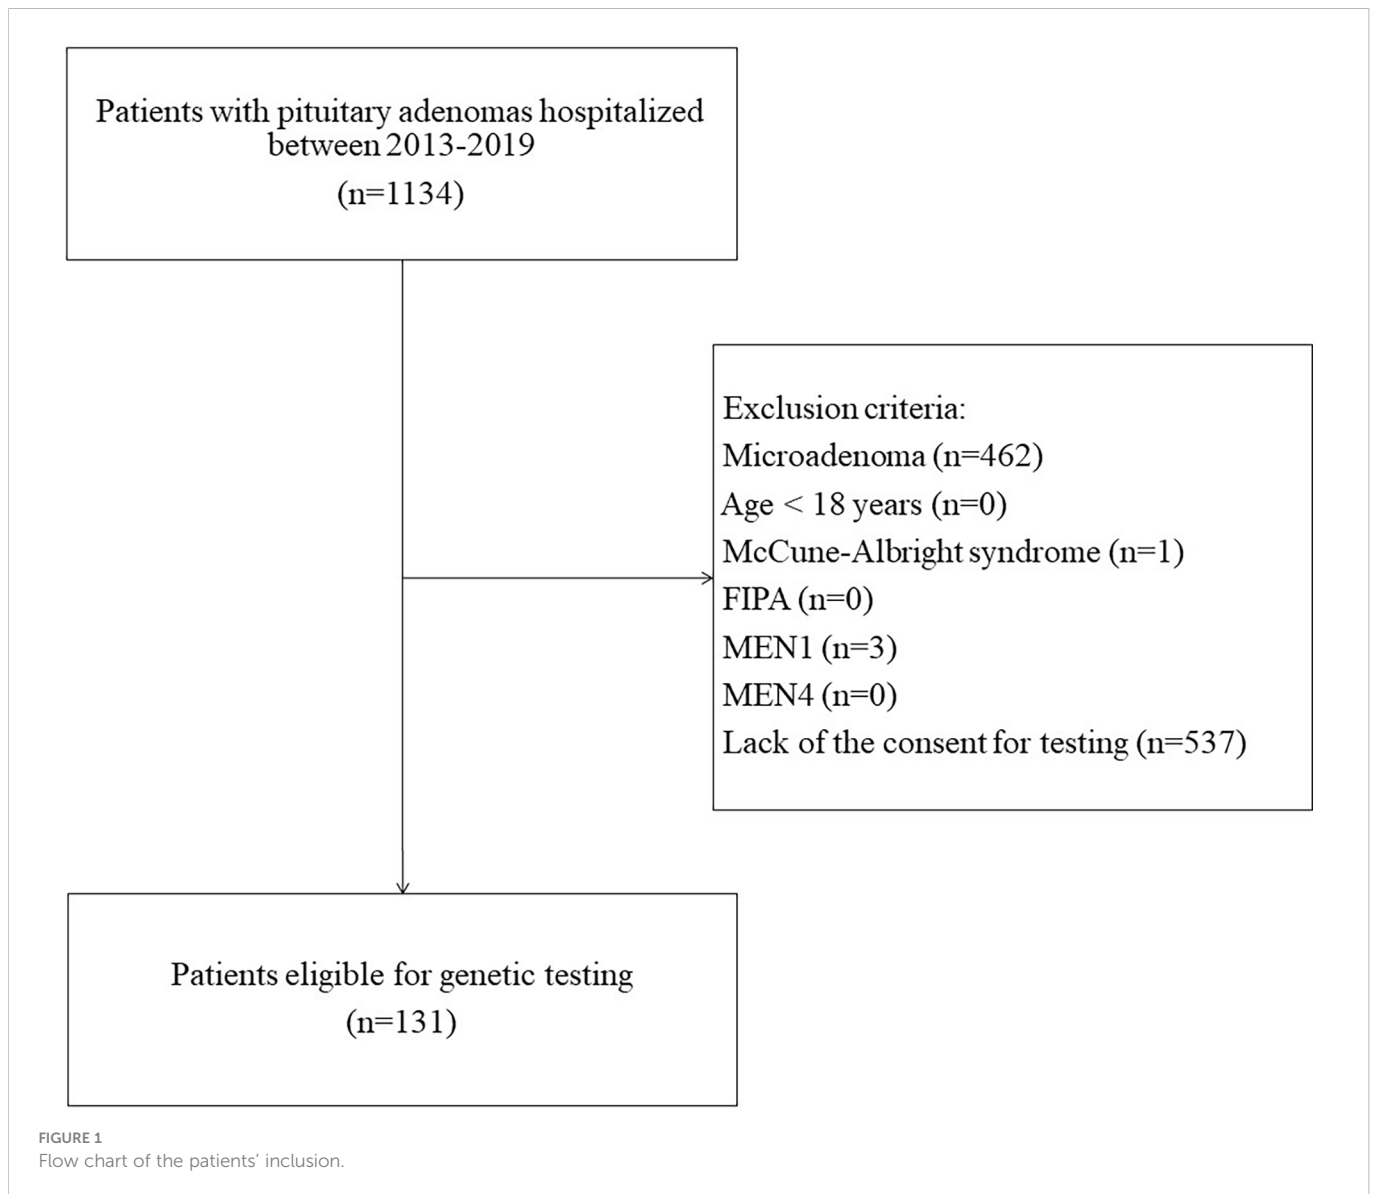 Patients with pituitary adenomas hospitalized
between 2013-2019
(n=1134)
Exclusion criteria:
Microadenoma (n=462)
Age < 18 years (n=0)
McCune-Albright syndrome (n=1)
FIPA (n=0)
MEN1 (n=3)
MEN4 (n=0)
Lack of the consent for testing (n=537)
Patients eligible for genetic testing
(n=131)
FIGURE 1
Flow chart of the patients’ inclusion.